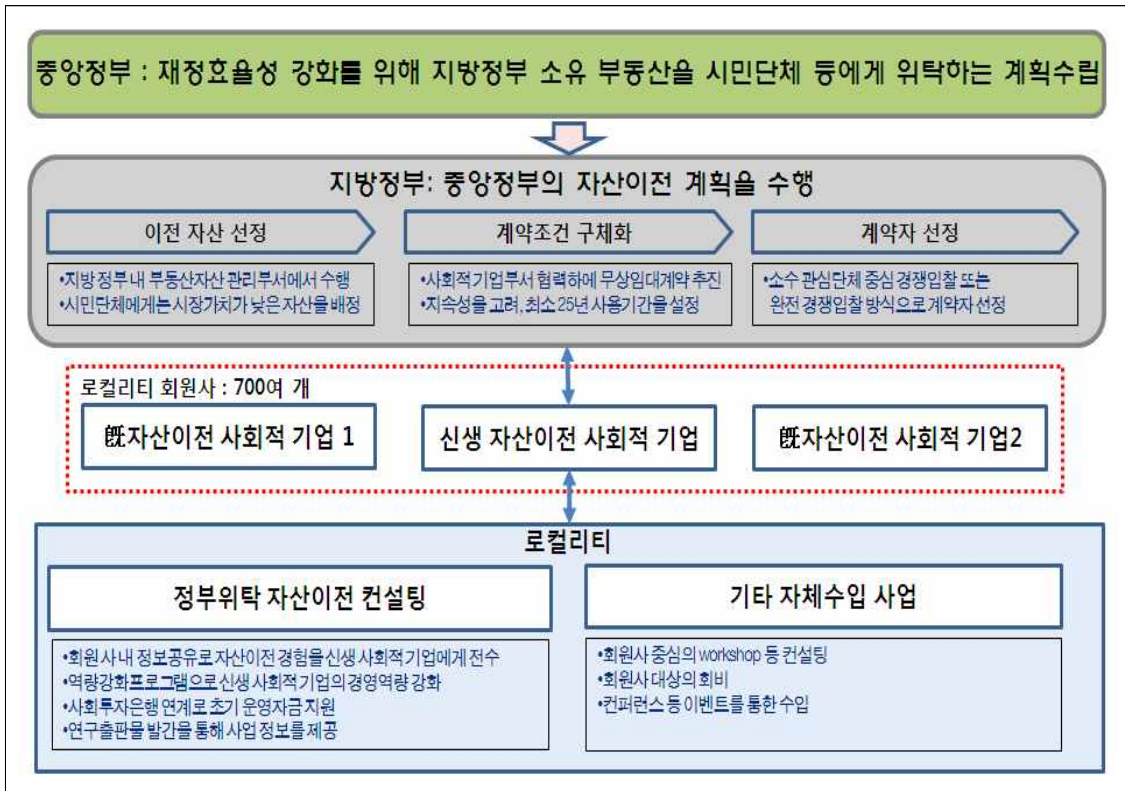 중앙정부 : 재정효율성 강화를 위해 지방정부 소유 부동산을 시민단체 등에게 위탁하는 계획수립
지방정부: 중앙정부의 자산이전 계획을 수행
이전 자산 선정
•지방 정부 내 부동산자산 관리부서에서 수행
•시민단체에게는 시장가치가 낮은 자산을 배정
계약조건 구체화
•사회적기업부서 협력하에 무상임대계약 추진
•지속성을 고려, 최소 25년 사용기간을 설정
계약자 선정
•소수 관심단체 중심 경쟁입찰 또는
완전 경쟁입찰 방식으로 계약자 선정
로컬리티 회원사 : 700여 개
旣자산이전 사회적 기업 1
신생 자산이전 사회적 기업
旣자산이전 사회적 기업2
로컬리티
정부위탁 자산이전 컨설팅
•회원사 내 정보공유로 자산이전 경험을 신생 사회적기업에게 전수
•역량강화프로그램으로 신생 사회적기업의 경영역량 강화
•사회투자은행 연계로 초기 운영자금 지원
•연구출판물 발간물 통해 사업 정보를 제공
기타 자체수입 사업
•회원사 중심의 workshop 등 컨설팅
•회원사 대상의 회비
•컨퍼런스 등 이벤트를 통한 수입